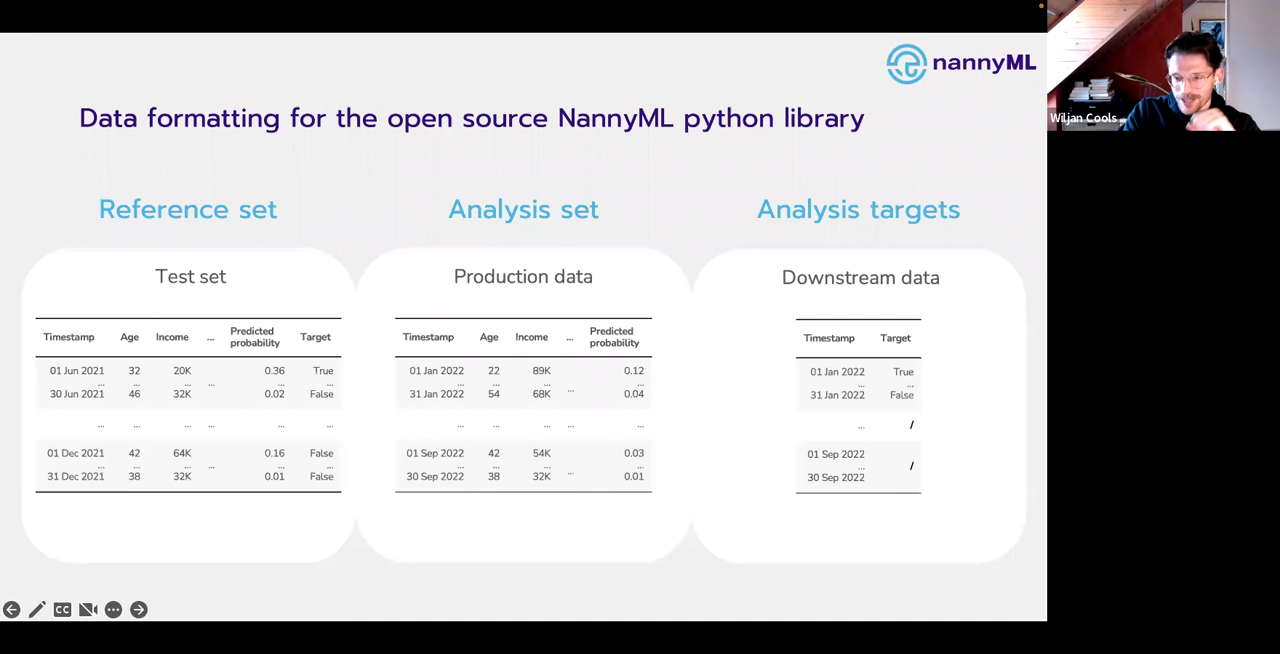 nannyML
Wiljan Cools
Data formatting for the open source NannyML python library
Reference set
Analysis set
Analysis targets
Test set
Timestamp Age Income ... Predicted probability Target
01 Jun 2021 32 20K 0.36 True
... ... ... ... ... ...
30 Jun 2021 46 32K 0.02 False
... ... ... ... ... ...
01 Dec 2021 42 64K 0.16 False
... ... ... ... ... ...
31 Dec 2021 38 32K 0.01 False
Production data
Timestamp Age Income ... Predicted probability
01 Jan 2022 22 89K 0.12
... ... ... ... ...
31 Jan 2022 54 68K 0.04
... ... ... ... ...
01 Sep 2022 42 54K 0.03
... ... ... ... ...
30 Sep 2022 38 32K 0.01
Downstream data
Timestamp Target
01 Jan 2022 True
... ...
31 Jan 2022 False
... /
01 Sep 2022
... /
30 Sep 2022
CC